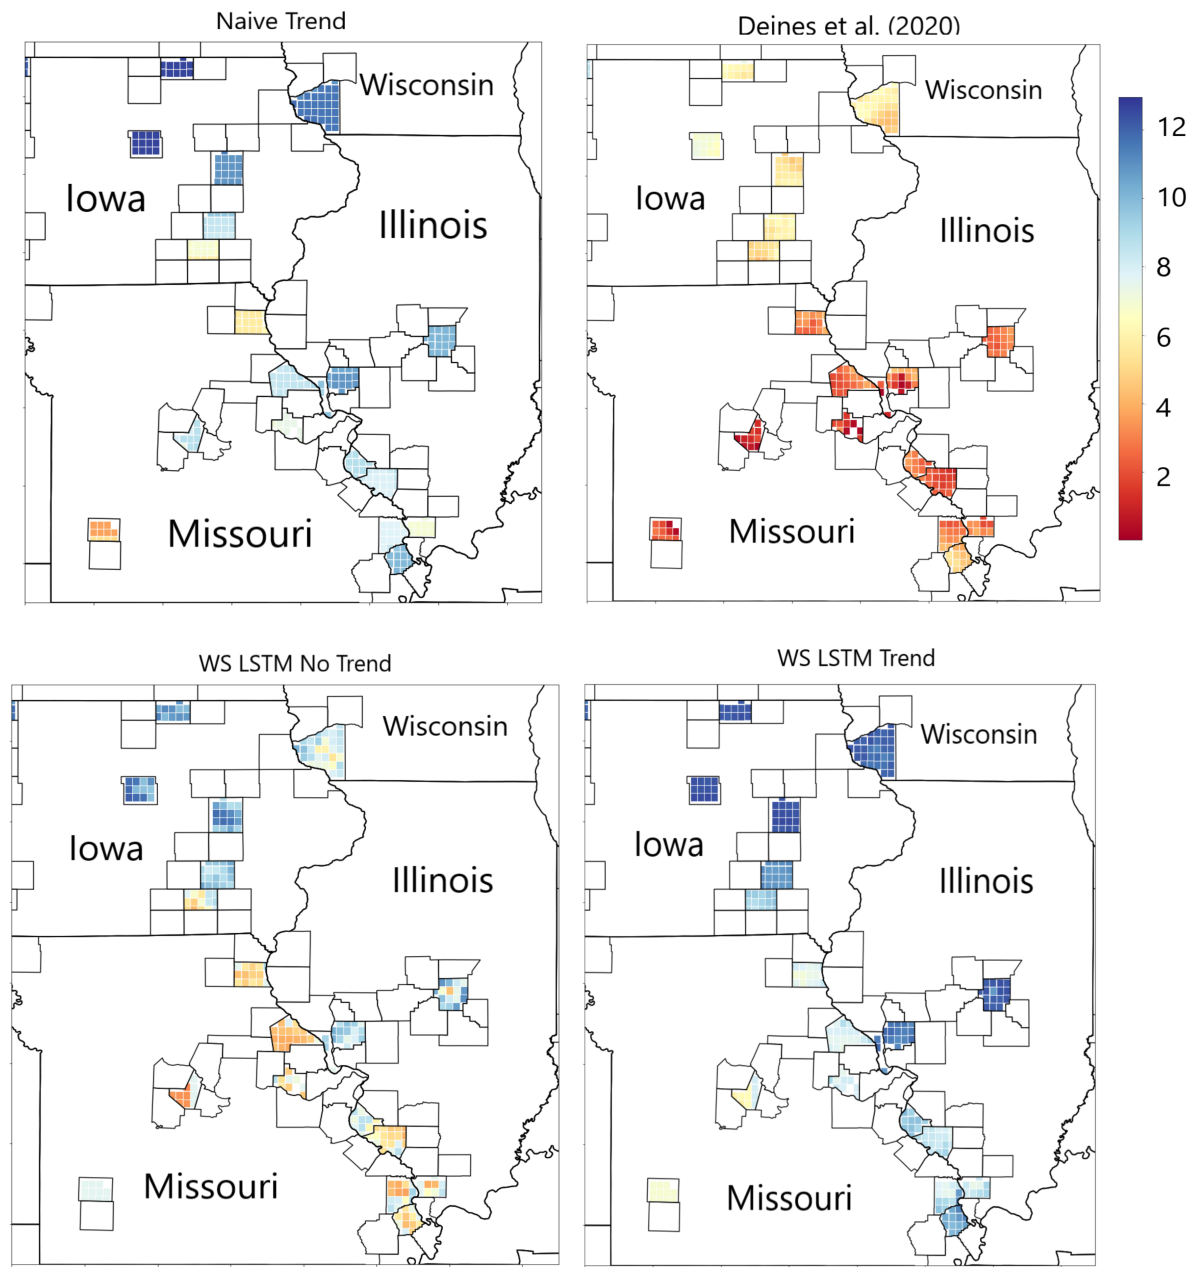 Naive Trend
Deines et al. (2020)
Wisconsin
Iowa
Illinois
Missouri
Wisconsin
Iowa
Illinois
Missouri
12
10
8
6
4
2
WS LSTM No Trend
WS LSTM Trend
Wisconsin
Iowa
Illinois
Missouri
Wisconsin
Iowa
Illinois
Missouri